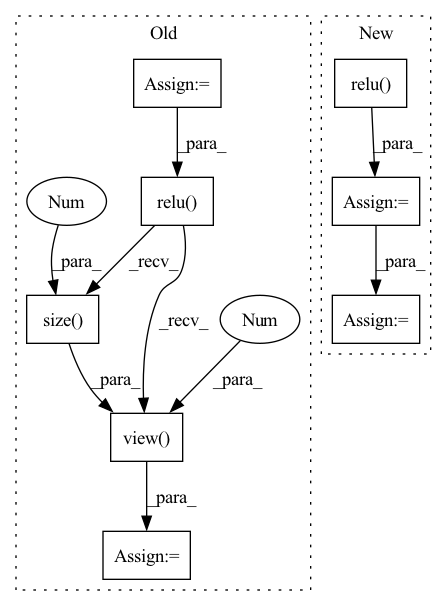 Old
New
Assign:=
relu()
_para_
_para_
Num
relu()
Assign:=
_para_
_recv_
_para_
_recv_
size()
Num
Assign:=
_para_
_para_
view()
_para_
Assign:=